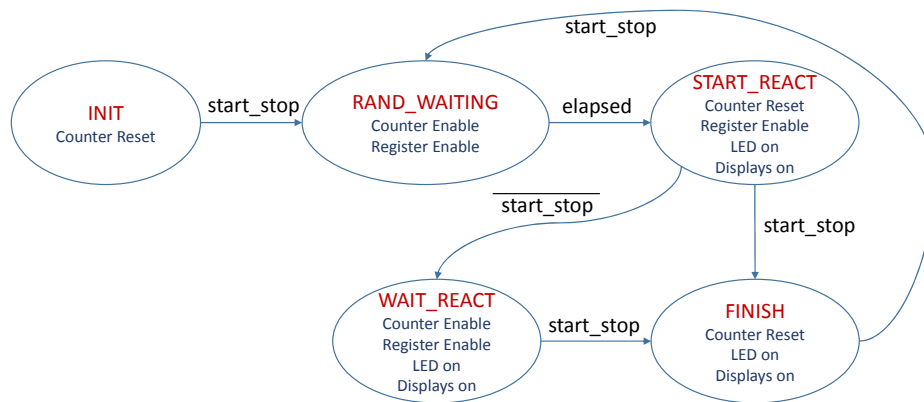 start_stop
INIT
Counter Reset
start_stop
RAND_WAITING
Counter Enable
Register Enable
elapsed
START_REACT
Counter Reset
Register Enable
LED on
Displays on
start_stop
start_stop
WAIT_REACT
Counter Enable
Register Enable
LED on
Displays on
start_stop
FINISH
Counter Reset
LED on
Displays on